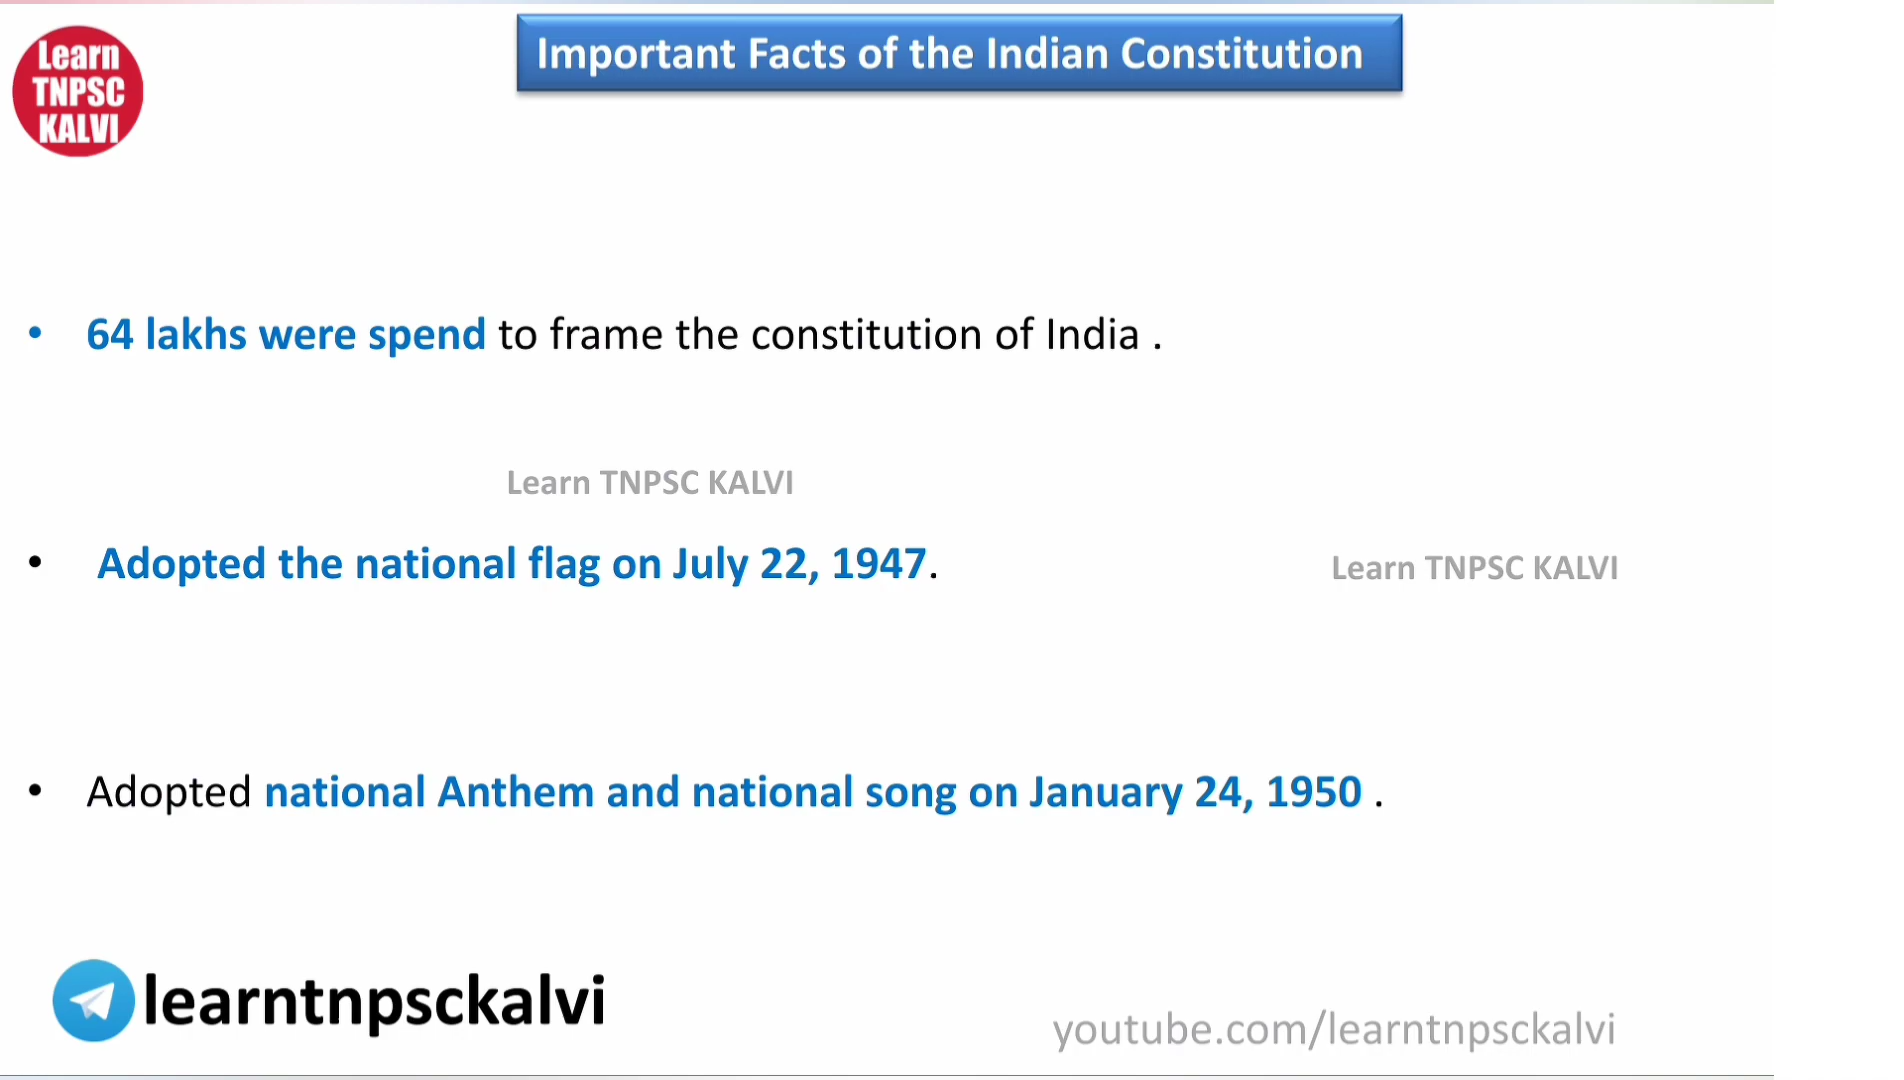 Learn
TNPSC
KALVI
Important Facts of the Indian Constitution
• 64 lakhs were spend to frame the constitution of India .
Learn TNPSC KALVI
• Adopted the national flag on July 22, 1947.
Learn TNPSC KALVI
• Adopted national Anthem and national song on January 24, 1950 .
learntnpsckalvi
youtube.com/learntnpsckalvi